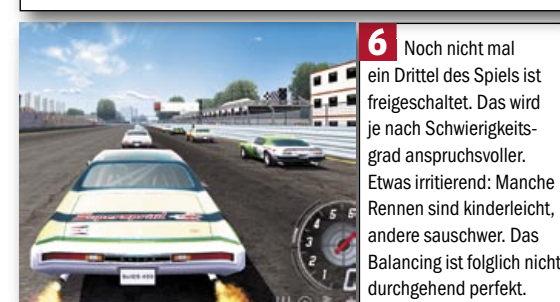 6 Noch nicht mal
ein Drittel des Spiels ist
freigeschaltet. Das wird
je nach Schwierigkeits-
grad anspruchsvoller.
Etwas irritierend: Manche
Rennen sind kinderleicht,
andere sauschwer. Das
Balancing ist folglich nicht
durchgehend perfekt.